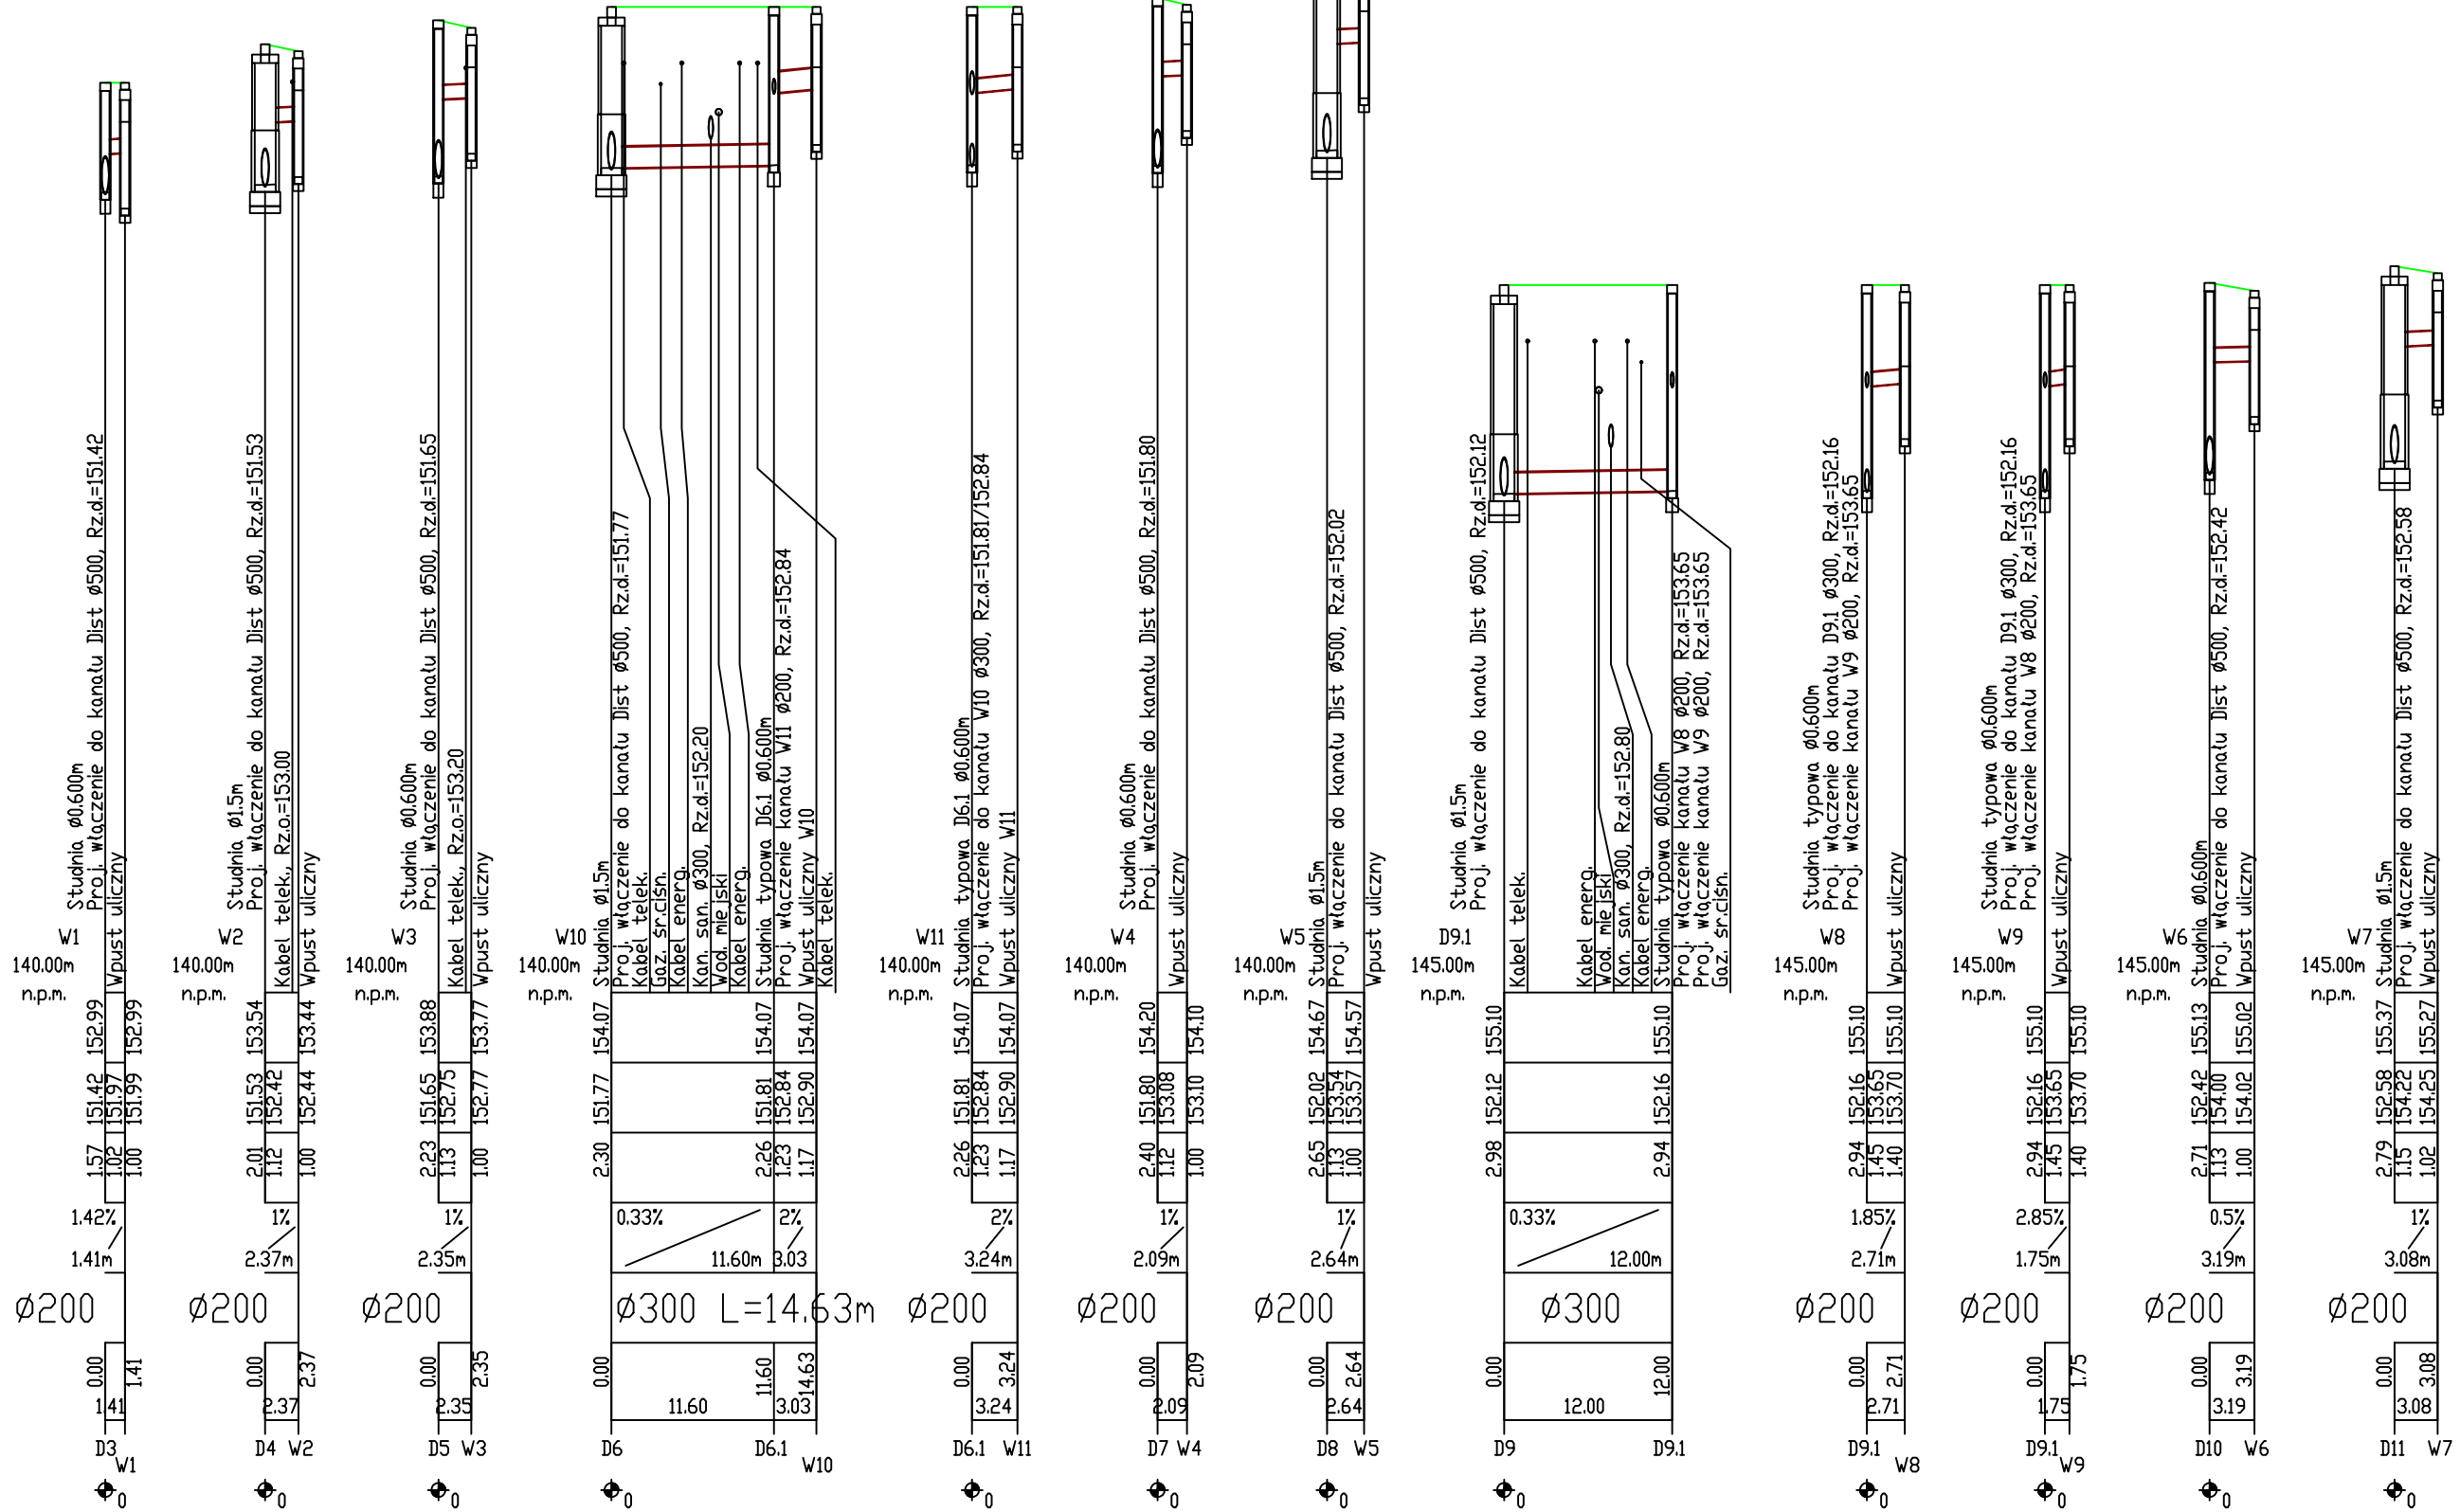 W1
140.00m
n.p.m.
Studnia ø0.600m
Proj. włączenie do kanału Dist ø500, Rz.d.=151.42
Wpust uliczny
152.99
152.99
151.42
151.97
151.99
1.57
1.02
1.00
1.42%
1.41m
Ø200
0.00
1.41
1.41
D3
W1
0
W2
140.00m
n.p.m.
Studnia ø1.5m
Proj. włączenie do kanału Dist ø500, Rz.d.=151.53
Kabel telek., Rz.o.=153.00
Wpust uliczny
153.54
153.44
151.53
152.42
152.44
2.01
1.12
1.00
1%
2.37m
Ø200
0.00
2.37
2.37
D4 W2
0
W3
140.00m
n.p.m.
Studnia ø0.600m
Proj. włączenie do kanału Dist ø500, Rz.d.=151.65
Kabel telek., Rz.o.=153.20
Wpust uliczny
153.88
153.77
151.65
152.75
152.77
2.23
1.13
1.00
1%
2.35m
Ø200
0.00
2.35
2.35
D5 W3
0
W10
140.00m
n.p.m.
Studnia ø1.5m
Proj. włączenie do kanału Dist ø500, Rz.d.=151.77
Kabel telek.
Gaz. śr.ciśn.
Kabel energ.
Kan. san. ø300, Rz.d.=152.20
Wod. miejski
Kabel energ.
Studnia typowa D6.1 ø0.600m
Proj. włączenie kanału W11 ø200, Rz.d.=152.84
Wpust uliczny W10
Kabel telek.
154.07
154.07
154.07
151.77
151.81
152.84
152.90
2.30
2.26
1.23
1.17
0.33%
11.60m
2%
3.03
Ø300 L=14.63m
0.00
11.60
14.63
11.60
3.03
D6
D6.1
W10
0
W11
140.00m
n.p.m.
Studnia typowa D6.1 ø0.600m
Proj. włączenie do kanału W10 ø300, Rz.d.=151.81/152.84
Wpust uliczny W11
154.07
154.07
151.81
152.84
152.90
2.26
1.23
1.17
2%
3.24m
Ø200
0.00
3.24
3.24
D6.1 W11
0
W4
140.00m
n.p.m.
Studnia ø0.600m
Proj. włączenie do kanału Dist ø500, Rz.d.=151.80
Wpust uliczny
154.20
154.10
151.80
153.08
153.10
2.40
1.12
1.00
1%
2.09m
Ø200
0.00
2.09
2.09
D7 W4
0
W5
140.00m
n.p.m.
Studnia ø1.5m
Proj. włączenie do kanału Dist ø500, Rz.d.=152.02
Wpust uliczny
154.67
154.57
152.02
153.54
153.57
2.65
1.13
1.00
1%
2.64m
Ø200
0.00
2.64
2.64
D8 W5
0
D9.1
145.00m
n.p.m.
Studnia ø1.5m
Proj. włączenie do kanału Dist ø500, Rz.d.=152.12
Kabel telek.
Kabel energ.
Wod. miejski
Kan. san. ø300, Rz.d.=152.80
Kabel energ.
Studnia typowa ø0.600m
Proj. włączenie kanału W8 ø200, Rz.d.=153.65
Proj. włączenie kanału W9 ø200, Rz.d.=153.65
Gaz. śr.ciśn.
155.10
155.10
152.12
152.16
2.98
2.94
0.33%
12.00m
Ø300
0.00
12.00
12.00
D9
D9.1
0
W8
145.00m
n.p.m.
Studnia typowa ø0.600m
Proj. włączenie do kanału D9.1 ø300, Rz.d.=152.16
Proj. włączenie kanału W9 ø200, Rz.d.=153.65
Wpust uliczny
155.10
155.10
152.16
153.65
153.70
2.94
1.45
1.40
1.85%
2.71m
Ø200
0.00
2.71
2.71
D9.1
W8
0
W9
145.00m
n.p.m.
Studnia typowa ø0.600m
Proj. włączenie do kanału D9.1 ø300, Rz.d.=152.16
Proj. włączenie kanału W8 ø200, Rz.d.=153.65
Wpust uliczny
155.10
155.10
152.16
153.65
153.70
2.94
1.45
1.40
2.85%
1.75m
Ø200
0.00
1.75
1.75
D9.1
W9
0
W6
145.00m
n.p.m.
Studnia ø0.600m
Proj. włączenie do kanału Dist ø500, Rz.d.=152.42
Wpust uliczny
155.13
155.02
152.42
154.00
154.02
2.71
1.13
1.00
0.5%
3.19m
Ø200
0.00
3.19
3.19
D10 W6
0
W7
145.00m
n.p.m.
Studnia ø1.5m
Proj. włączenie do kanału Dist ø500, Rz.d.=152.58
Wpust uliczny
155.37
155.27
152.58
154.22
154.25
2.79
1.15
1.02
1%
3.08m
Ø200
0.00
3.08
3.08
D11 W7
0